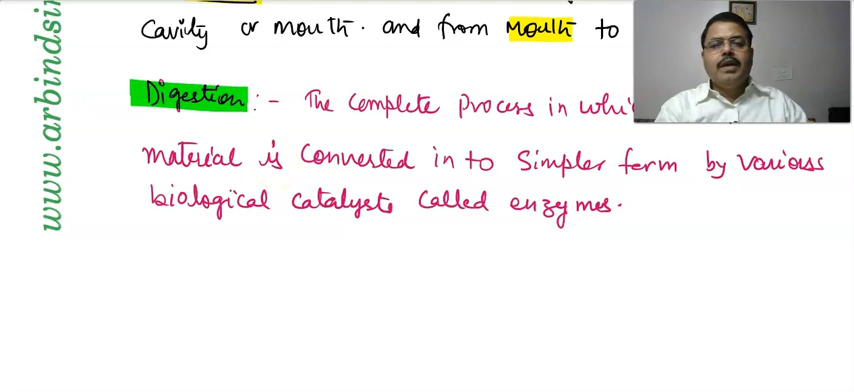 Cavity or mouth. and from Mouth to
Digestion :- The Complete Process in whi
material is Converted in to Simpler form by various
biological catalysts called enzymes.
www.arbindsin